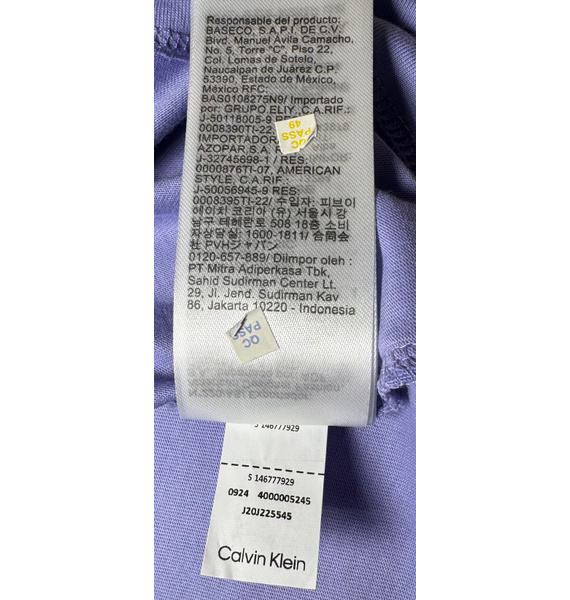 Responsable del producto:
BASECO, S.A.P.I. DE C.V.
Blvd. Manuel Ávila Camacho,
No. 5, Torre "C", Piso 22,
Col. Lomas de Sotelo,
Naucalpan de Juárez C.P.
53390, Estado de México,
México RFC.
BAS0108275N9/ Importado
por: GRUPO ELIY, C.A.RIF.:
J-50118005-9
0008390TI-22
QC
PASS
49
IMPORTADOR
AZOPAR,S.A.
J-32745698-1 / RES:
0000876TI-07, AMERICAN
STYLE, C.A.RIF:
J-50056945-9 RES:
0008395TI-22/ 수입자: 피브이
에이치 코리아 (유) 서울시 강
남구 테헤란로 508 18층 소비
자상담실: 1600-1811/ 合同会
社 PVHジャパン
0120-657-889/ Diimpor oleh :
PT Mitra Adiperkasa Tbk,
Sahid Sudirman Center Lt.
29, Jl. Jend. Sudirman Kav
86, Jakarta 10220 - Indonesia
QC
PASS
S 146777929
S 146777929
0924 4000005245
J20J225545
Calvin Klein